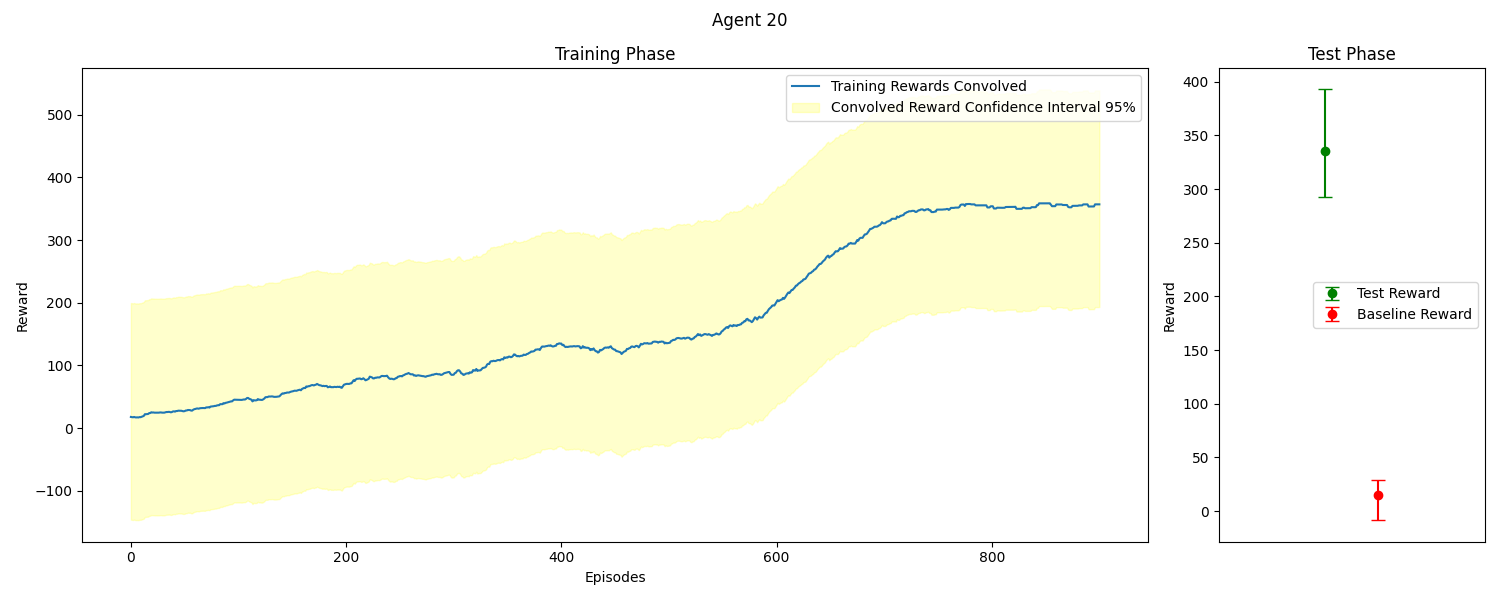 Agent 20
Training Phase
Training Rewards Convolved
Convolved Reward Confidence Interval 95%
Reward
500
400
300
200
100
0
−100
0
200
400
600
800
Episodes
Test Phase
Reward
400
350
300
250
200
150
100
50
0
Test Reward
Baseline Reward